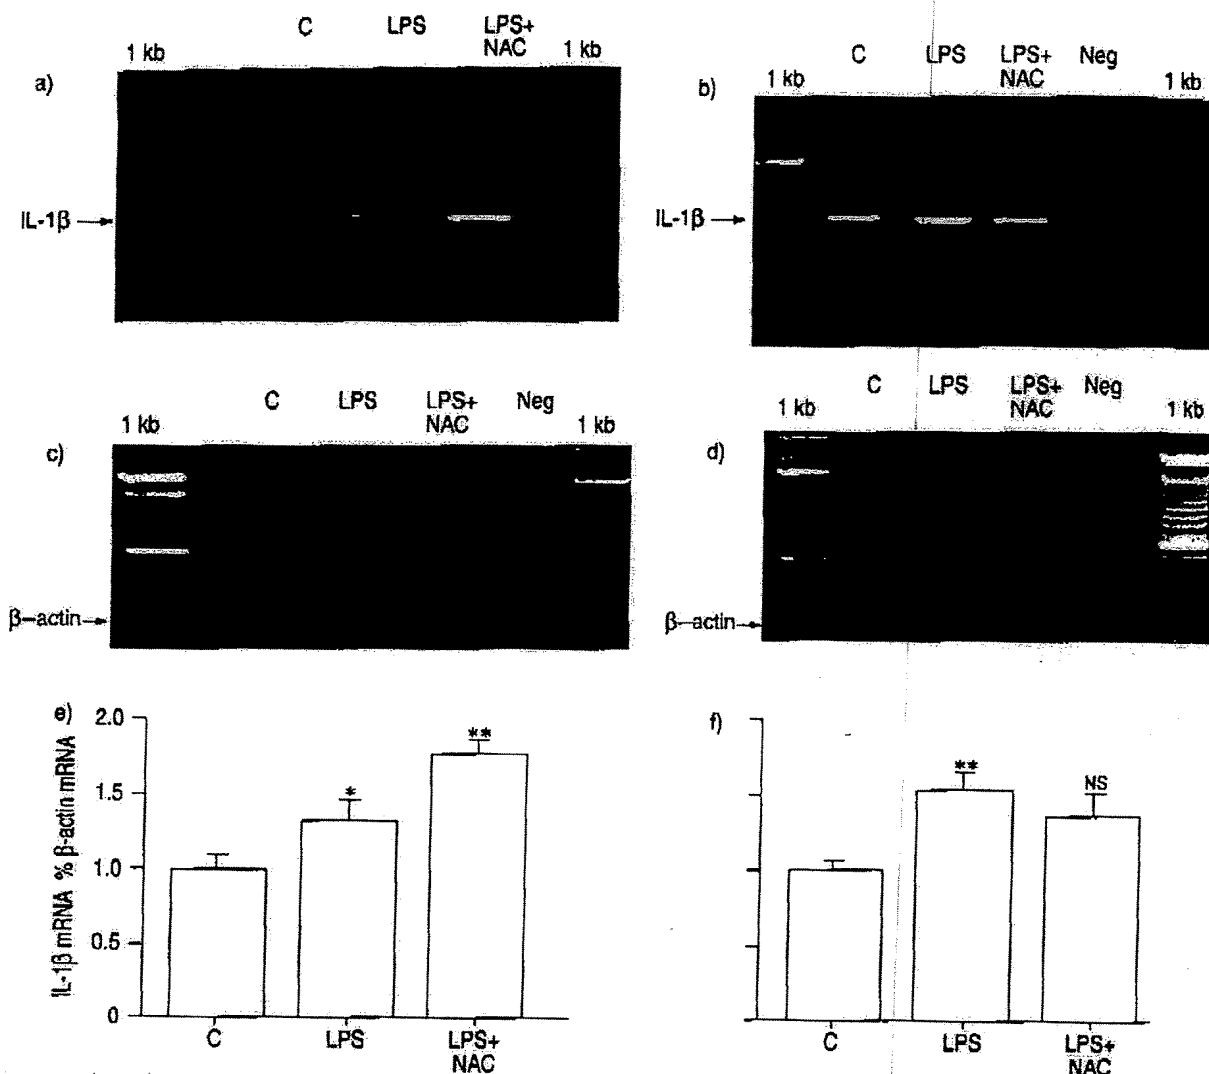 C LPS LPS+
NAC
1 kb 1 kb
a)
IL-1β
C LPS LPS+ Neg
NAC
1 kb 1 kb
b)
IL-1β
C LPS LPS+ Neg
NAC
1 kb 1 kb
c)
β-actin
C LPS LPS+ Neg
NAC
1 kb 1 kb
d)
β-actin
e)
IL-1β mRNA % β-actin mRNA
2.0
1.5
1.0
0.5
0
* **
C LPS LPS+
NAC
f)
** NS
C LPS LPS+
NAC